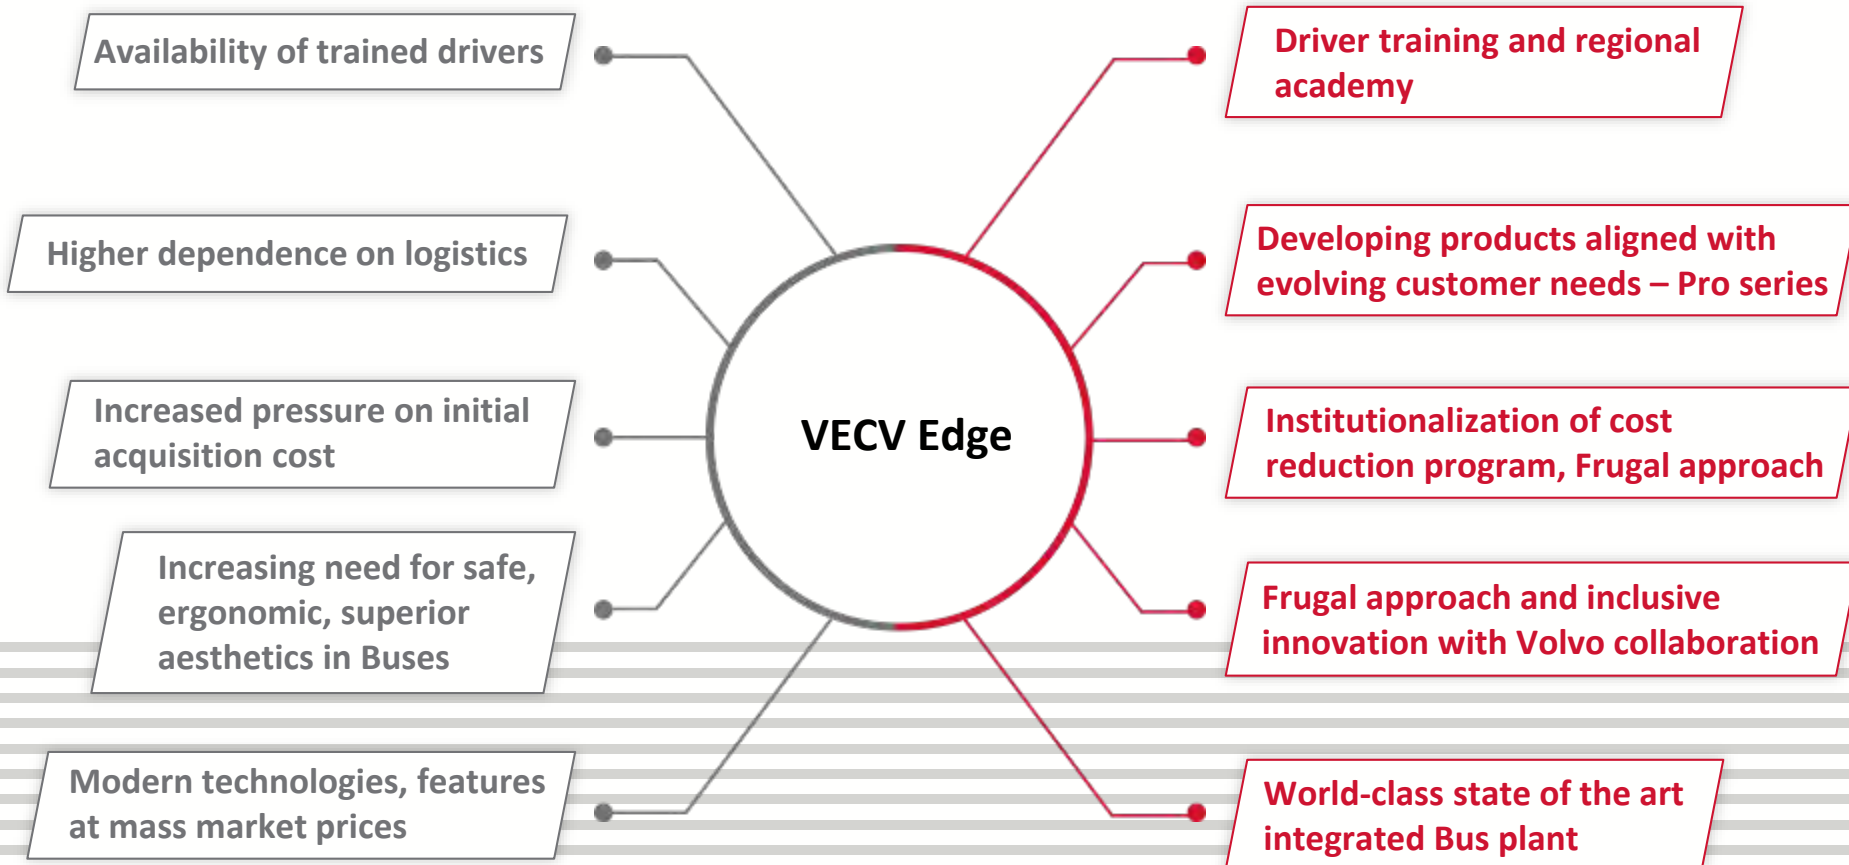 Availability of trained drivers
Higher dependence on logistics
Increased pressure on initial
acquisition cost
Increasing need for safe,
ergonomic, superior
aesthetics in Buses
Modern technologies, features
at mass market prices
VECV Edge
Driver training and regional
academy
Developing products aligned with
evolving customer needs – Pro series
Institutionalization of cost
reduction program, Frugal approach
Frugal approach and inclusive
innovation with Volvo collaboration
World-class state of the art
integrated Bus plant